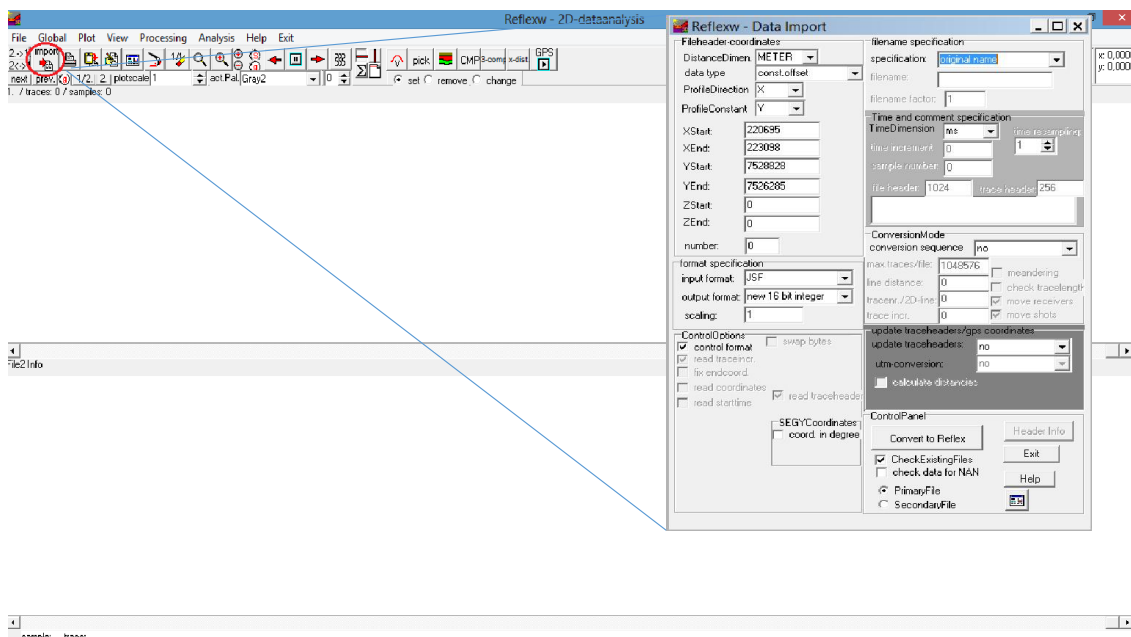 Reflexw - 2D-dataanalysis
File Global Plot View Processing Analysis Help Exit
import
pick
CMP
3-comp
x-dist
GPS
next prev. 1/2. 2. plotscale 1 act.Pal. Gray2 0 set remove change
x: 0,000
y: 0,000
1. / traces: 0 / samples: 0
File2 Info
Reflexw - Data Import
Fileheader-coordinates
DistanceDimen. METER
data type const.offset
ProfileDirection X
ProfileConstant Y
XStart: 220695
XEnd: 223098
YStart: 7528828
YEnd: 7526285
ZStart: 0
ZEnd: 0
number: 0
format specification
input format: JSF
output format: new 16 bit integer
scaling: 1
ControlOptions
control format
swap bytes
read traceincr.
fix endcoord.
read coordinates
read traceheader
read starttime
SEGYCoordinates
coord. in degree
filename specification
specification: original name
filename:
filename factor: 1
Time and comment specification
TimeDimension ms
time resampling:
1
time increment: 0
sample number: 0
file header: 1024 trace header: 256
ConversionMode
conversion sequence no
max.traces/file: 1048576
meandering
line distance: 0
check tracelength
tracenr./2D-line: 0
move receivers
trace incr. 0
move shots
update traceheaders/gps coordinates
update traceheaders: no
utm-conversion: no
calculate distancies
ControlPanel
Convert to Reflex
Header Info
CheckExistingFiles
Exit
check data for NAN
Help
PrimaryFile
SecondaryFile